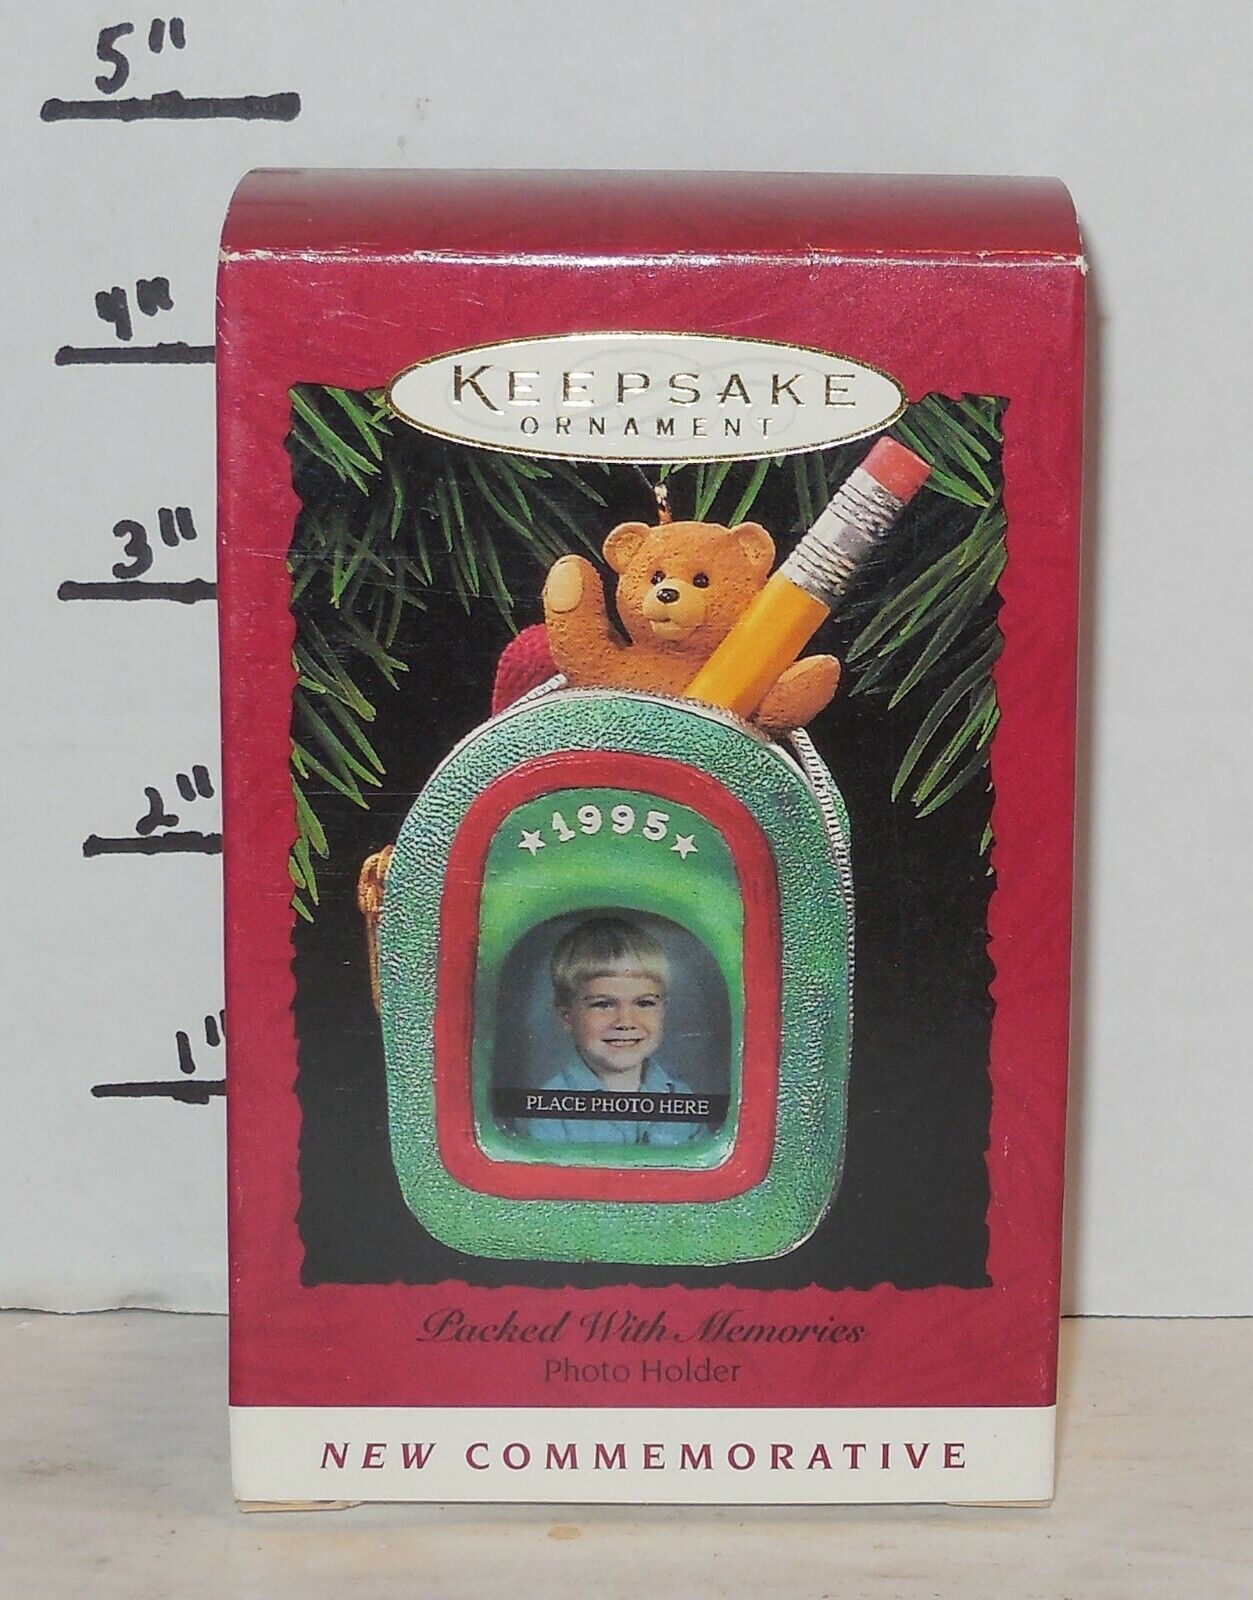 5"
4"
3"
2"
1"
KEEPSAKE
ORNAMENT
1995
PLACE PHOTO HERE
Packed With Memories
Photo Holder
NEW COMMEMORATIVE